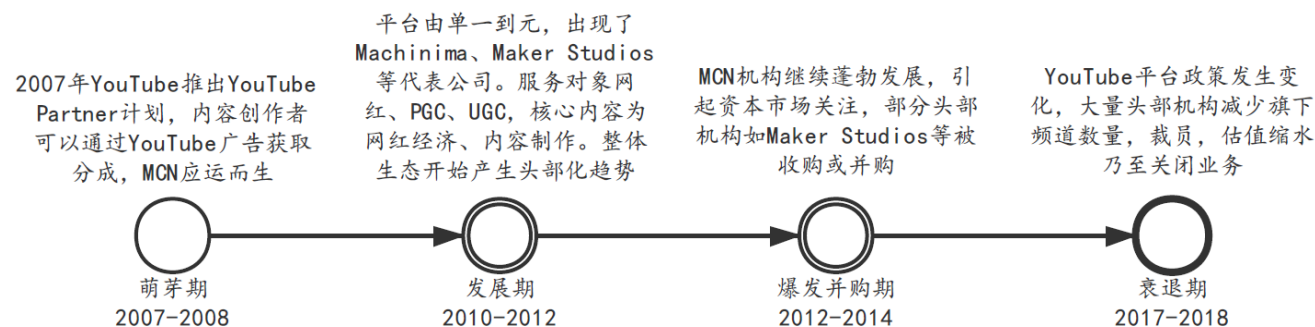 2007年YouTube推出YouTube
Partner计划，内容创作者
可以通过YouTube广告获取
分成，MCN应运而生
平台由单一到元，出现了
Machinima、Maker Studios
等代表公司。服务对象网
红、PGC、UGC，核心内容为
网红经济、内容制作。整体
生态开始产生头部化趋势
MCN机构继续蓬勃发展，引
起资本市场关注，部分头部
机构如Maker Studios等被
收购或并购
YouTube平台政策发生变
化，大量头部机构减少旗下
频道数量，裁员，估值缩水
乃至关闭业务
萌芽期
2007-2008
发展期
2010-2012
爆发并购期
2012-2014
衰退期
2017-2018